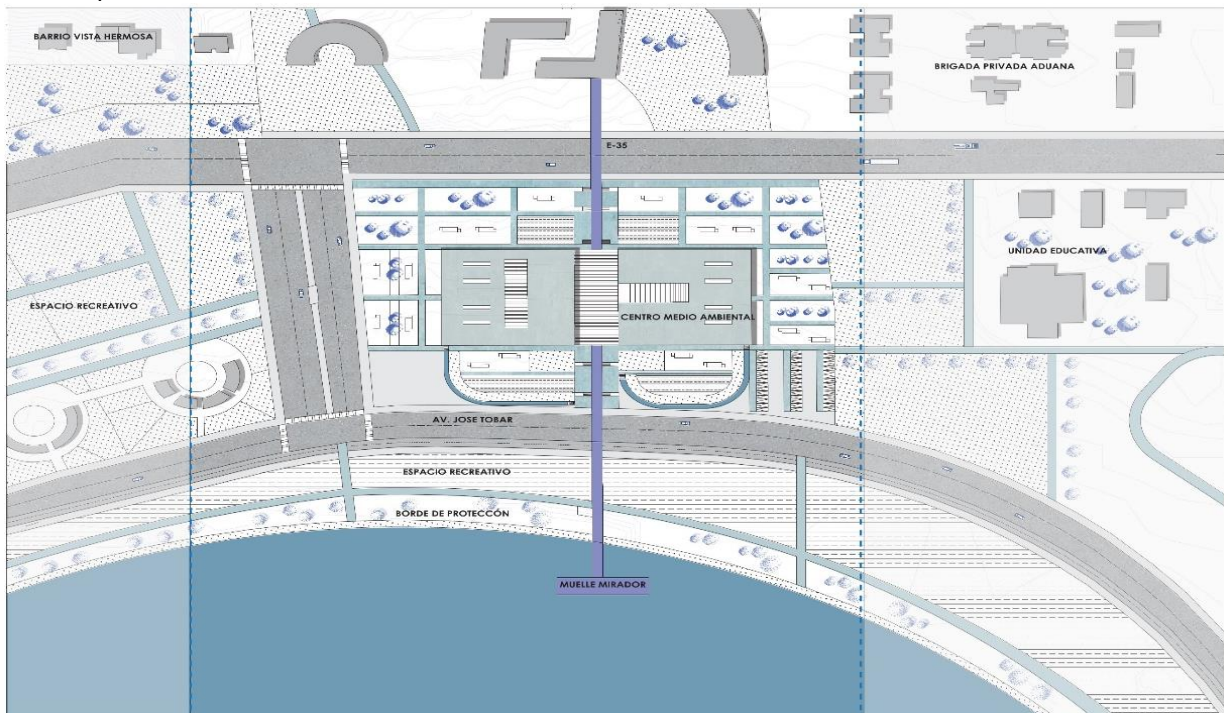 BARRIO VISTA HERMOSA
BRIGADA PRIVADA ADUANA
E-35
UNIDAD EDUCATIVA
ESPACIO RECREATIVO
CENTRO MEDIO AMBIENTAL
AV. JOSE TOBAR
ESPACIO RECREATIVO
BORDE DE PROTECCÓN
MUELLE MIRADOR